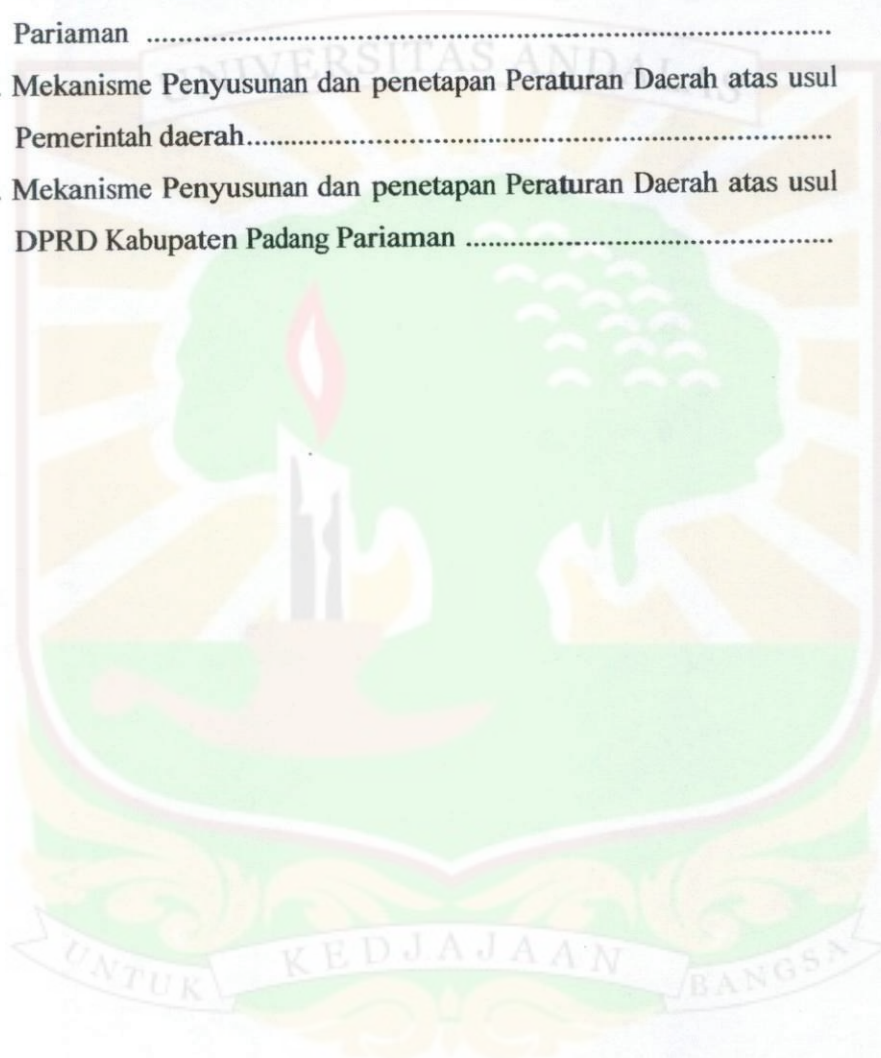 Pariaman ......................................................................................
UNIVERSITAS ANDALAS
. Mekanisme Penyusunan dan penetapan Peraturan Daerah atas usul
Pemerintah daerah..........................................................................
. Mekanisme Penyusunan dan penetapan Peraturan Daerah atas usul
DPRD Kabupaten Padang Pariaman ..............................................
UNTUK KEDJAJAAN BANGSA